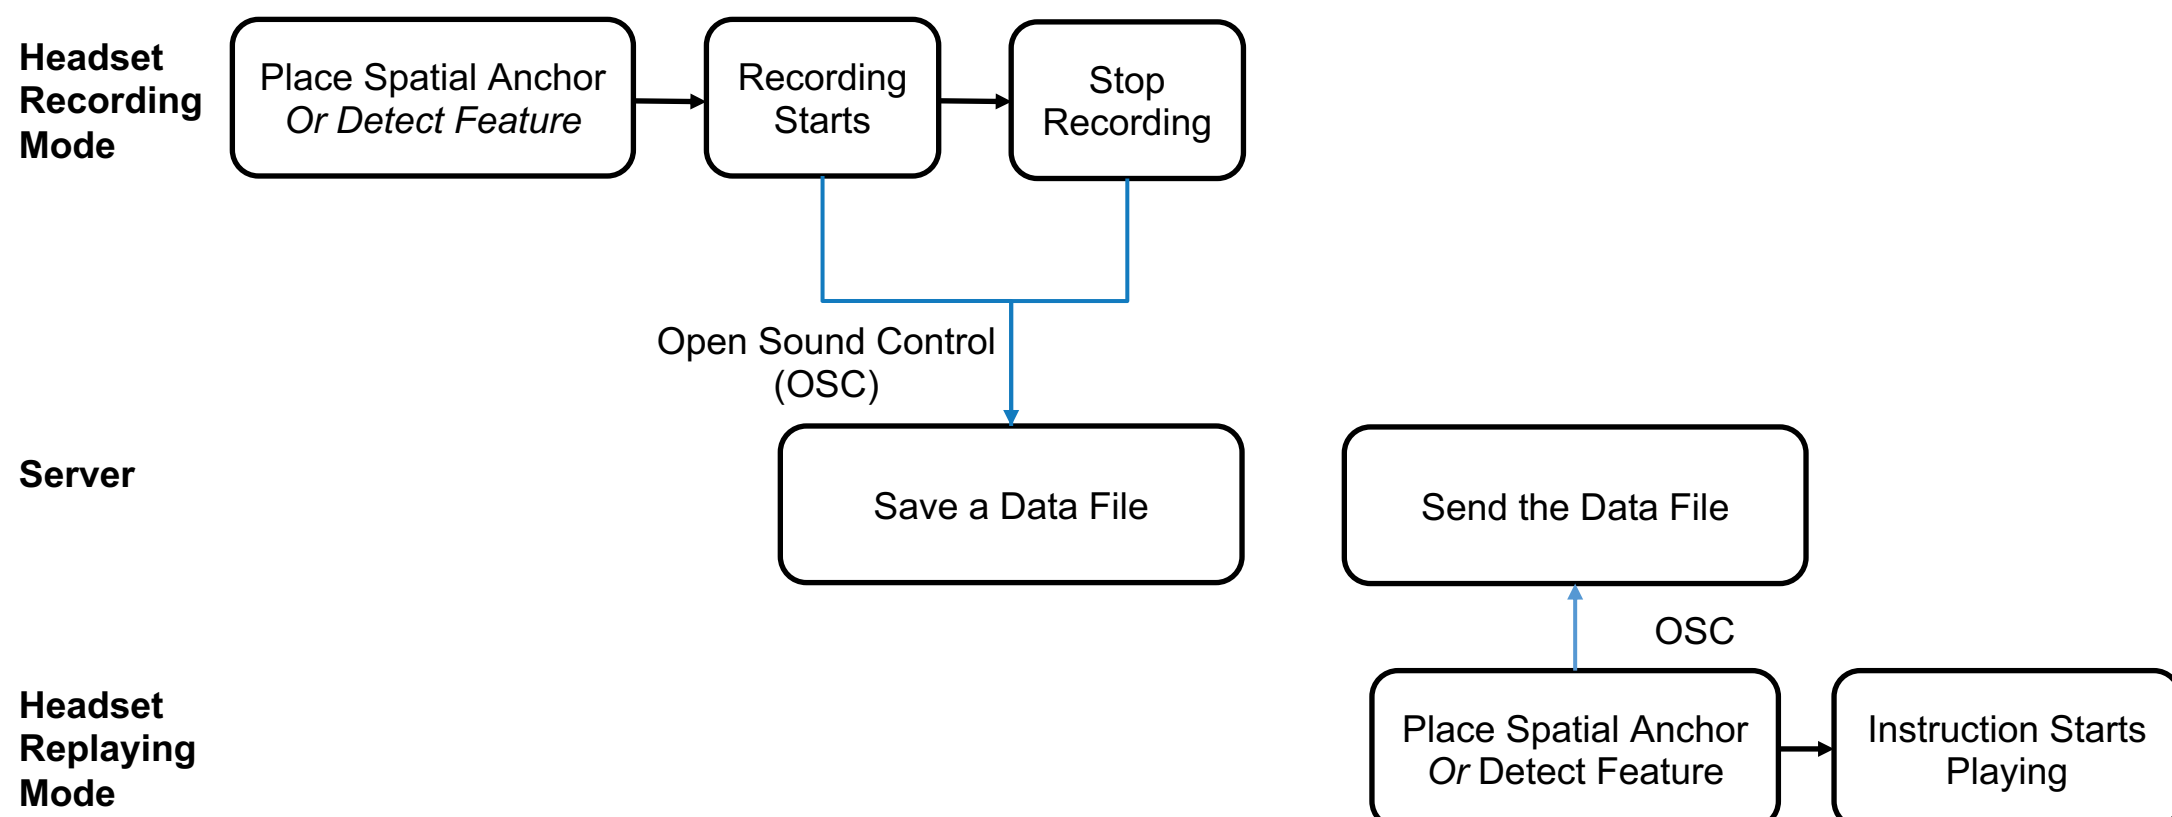 Headset
Recording
Mode
Place Spatial Anchor
Or Detect Feature
Recording
Starts
Stop
Recording
Open Sound Control
(OSC)
Server
Save a Data File
Send the Data File
OSC
Headset
Replaying
Mode
Place Spatial Anchor
Or Detect Feature
Instruction Starts
Playing